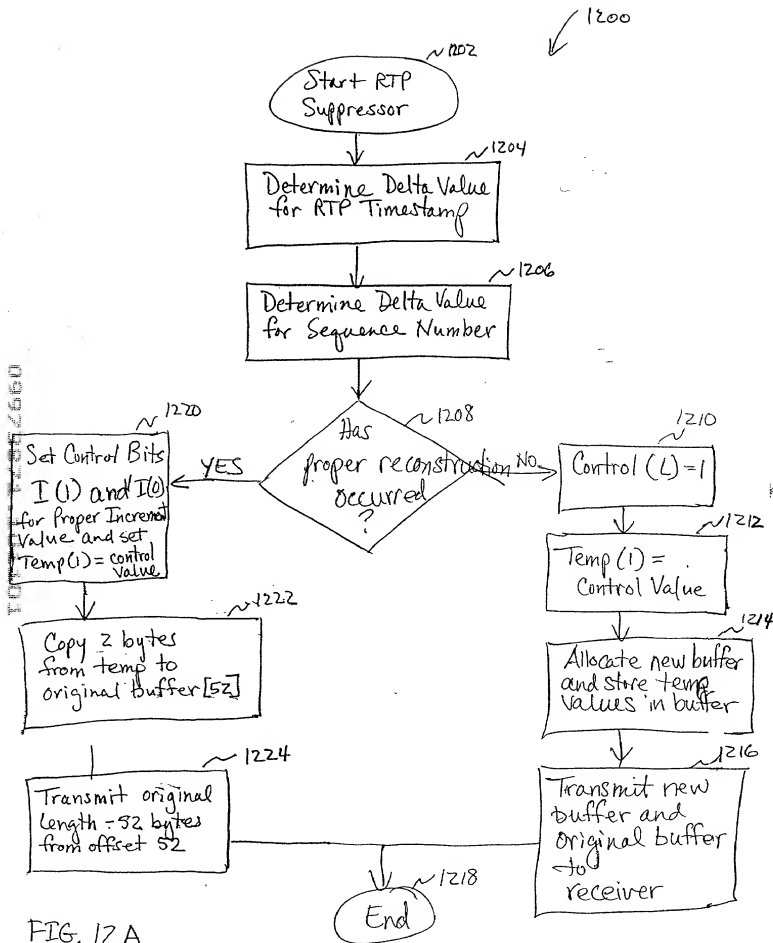 1200
1202
Start RTP
Suppressor
1204
Determine Delta Value
for RTP Timestamp
1206
Determine Delta Value
for Sequence Number
1208
Has
proper reconstruction
occurred
?
YES
NO
1220
Set Control Bits
I(1) and I(0)
for Proper Increment
Value and set
Temp(1) = control
value
1222
Copy 2 bytes
from temp to
original buffer [52]
1224
Transmit original
length - 52 bytes
from offset 52
1210
Control (L) = 1
1212
Temp (1) =
Control Value
1214
Allocate new buffer
and store temp
values in buffer
1216
Transmit new
buffer and
original buffer
to
receiver
1218
End
FIG. 12A